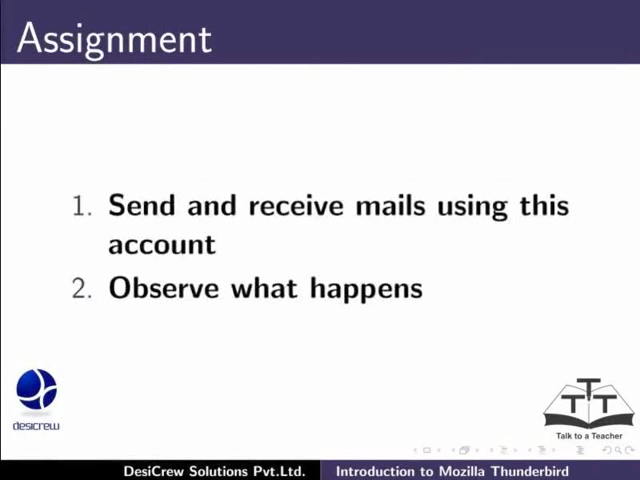 Assignment
1. Send and receive mails using this
account
2. Observe what happens
desicrew
T
T T
Talk to a Teacher
DesiCrew Solutions Pvt.Ltd. Introduction to Mozilla Thunderbird